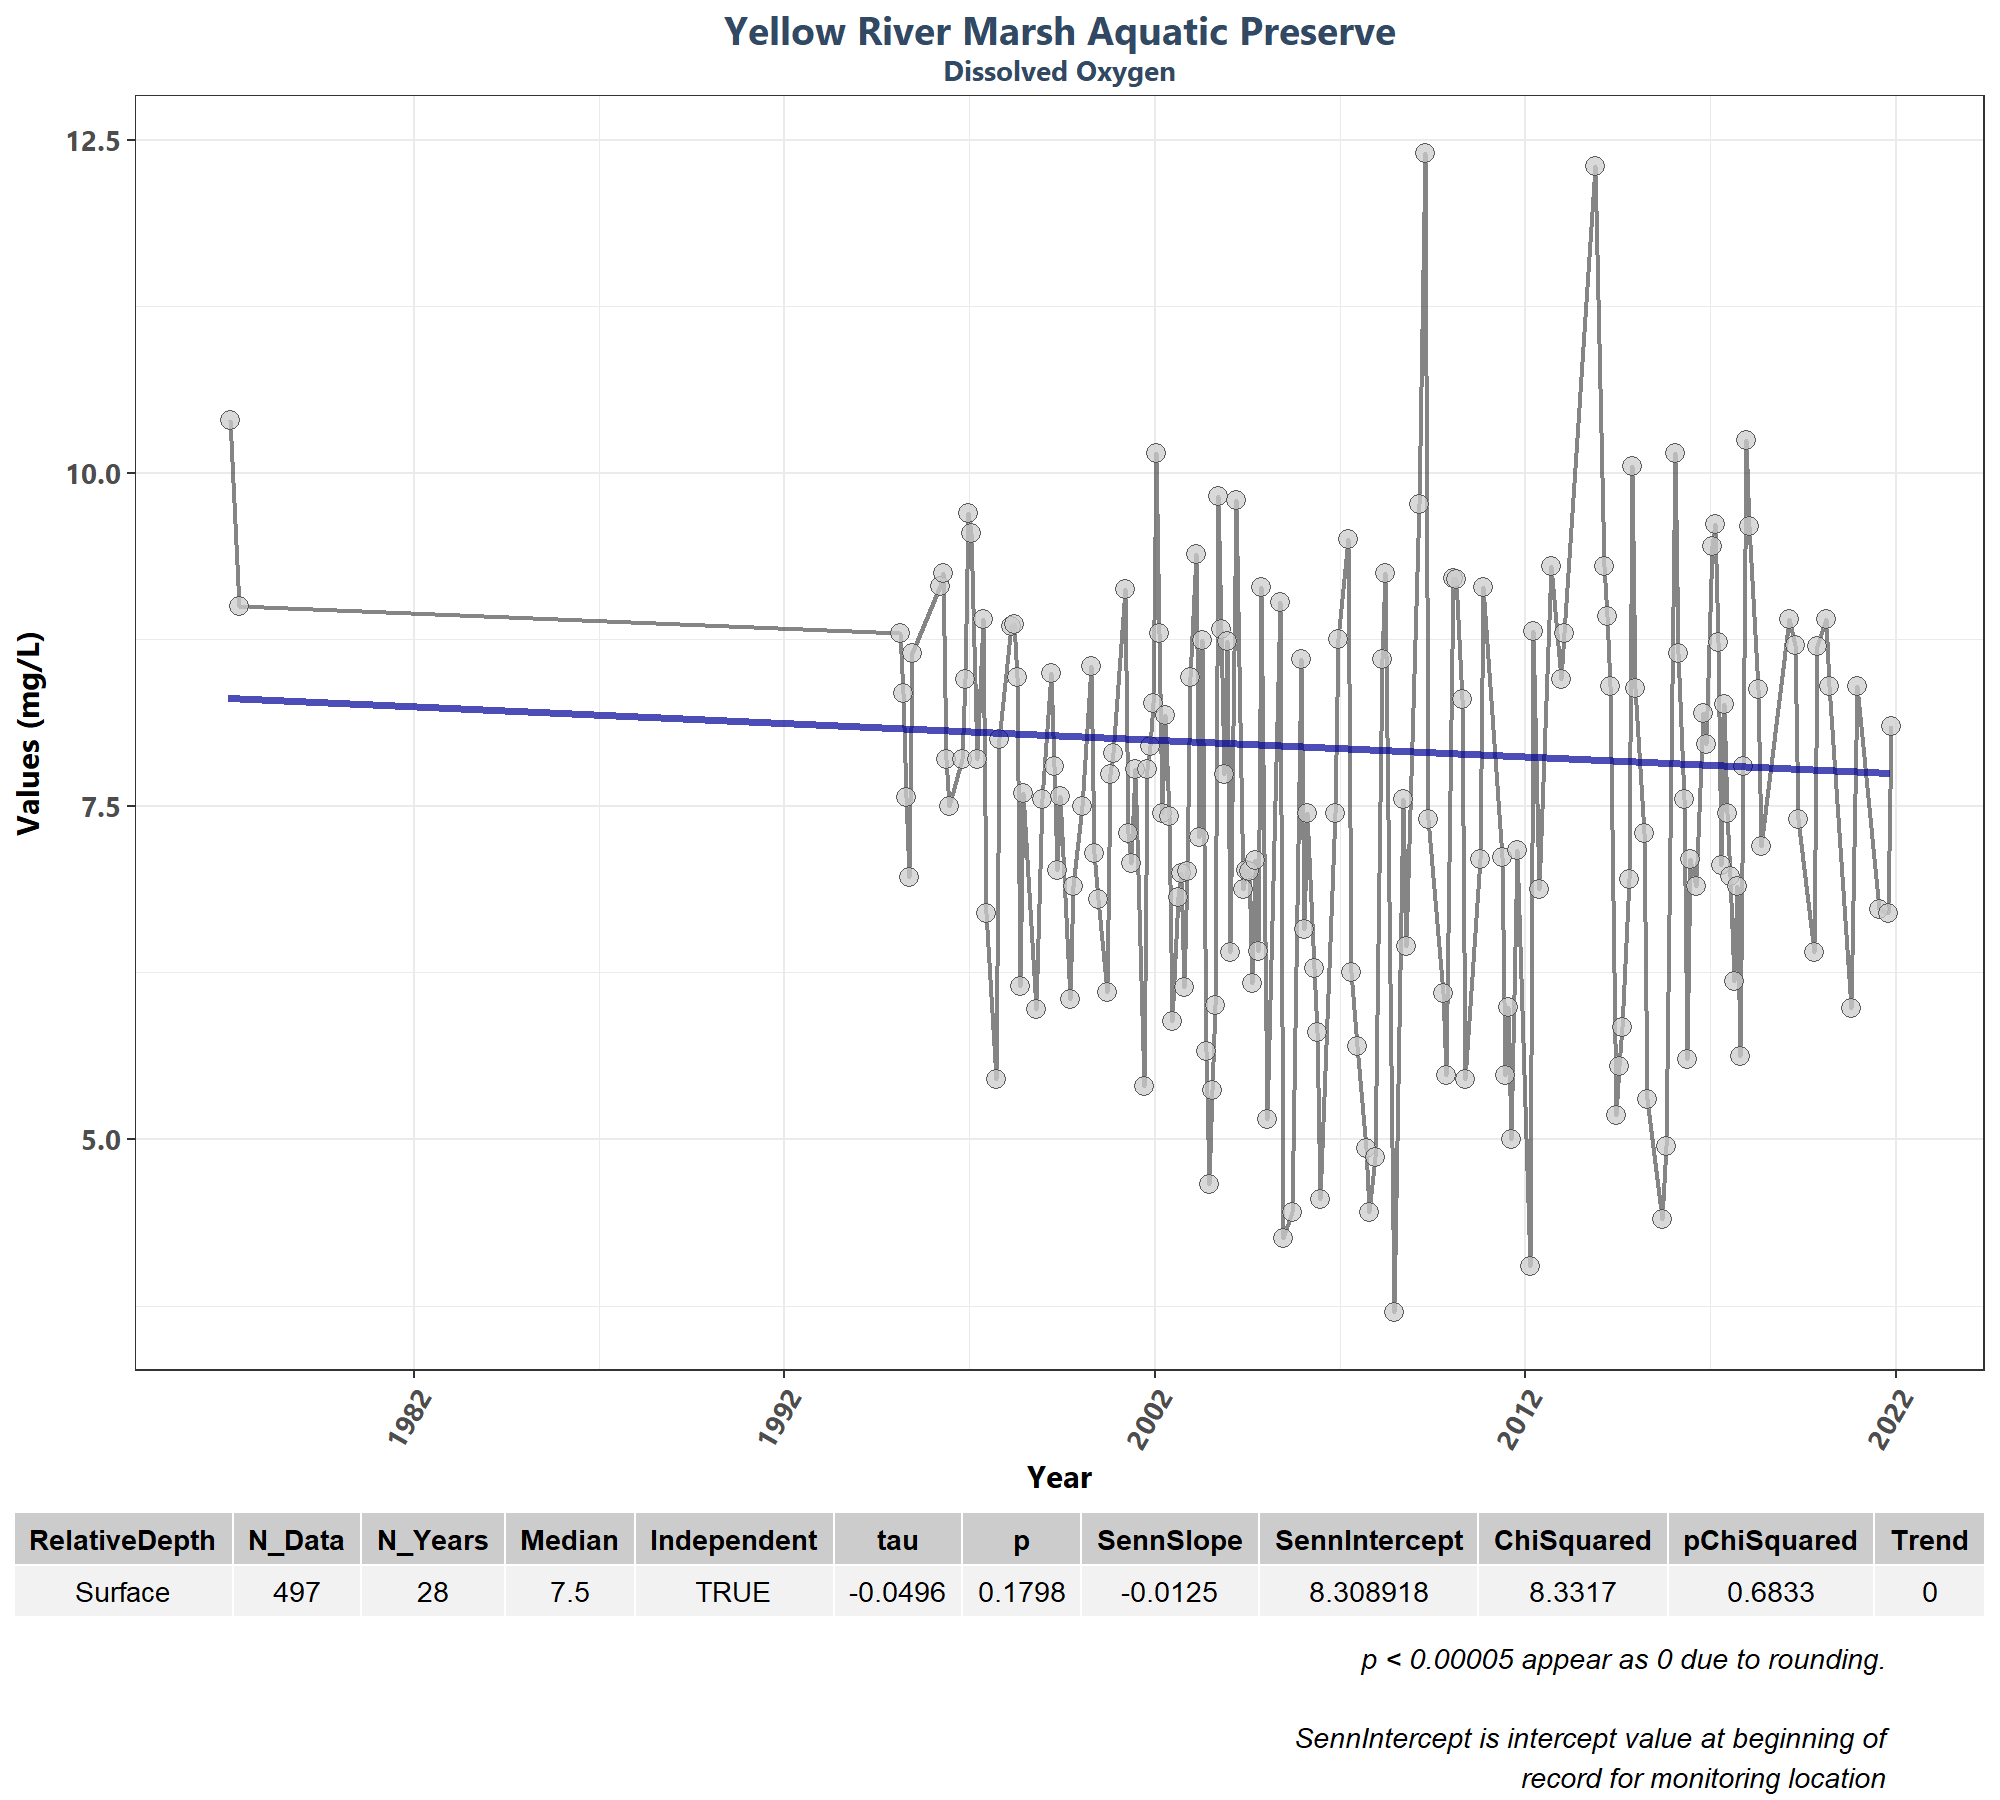 Yellow River Marsh Aquatic Preserve
Dissolved Oxygen
12.5
10.0
7.5
5.0
Values (mg/L)
1982
1992
2002
2012
2022
Year
RelativeDepth N_Data N_Years Median Independent tau p SennSlope SennIntercept ChiSquared pChiSquared Trend
Surface 497 28 7.5 TRUE -0.0496 0.1798 -0.0125 8.308918 8.3317 0.6833 0
p < 0.00005 appear as 0 due to rounding.
SennIntercept is intercept value at beginning of
record for monitoring location